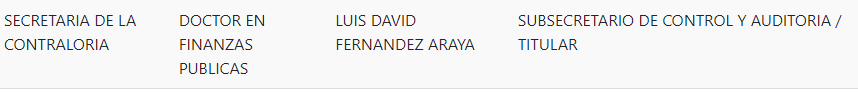 SECRETARIA DE LA
CONTRALORIA
DOCTOR EN
FINANZAS
PUBLICAS
LUIS DAVID
FERNANDEZ ARAYA
SUBSECRETARIO DE CONTROL Y AUDITORIA /
TITULAR